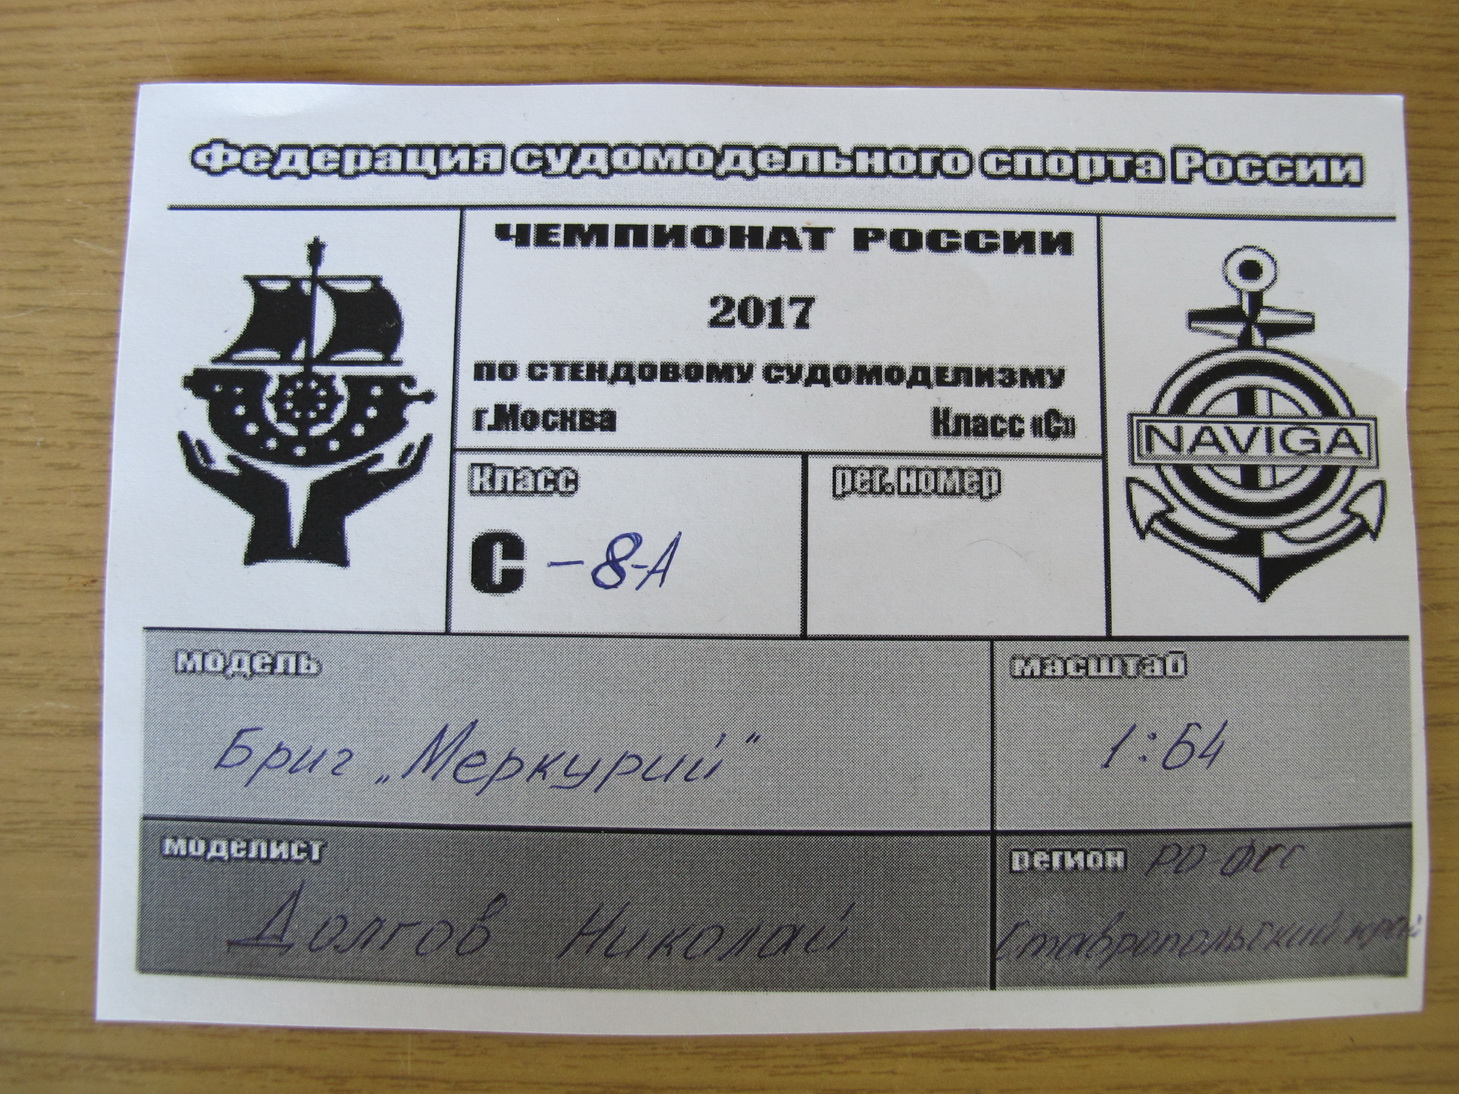 Федерация судомодельного спорта России
ЧЕМПИОНАТ РОССИИ
2017
ПО СТЕНДОВОМУ СУДОМОДЕЛИЗМУ
г.Москва Класс «С»
NAVIGA
Класс
рег.номер
С -8-А
модель
масштаб
Бриг „Меркурий"
1:64
моделист
регион РО-ФСС
Долгов Николай
Ставропольский край